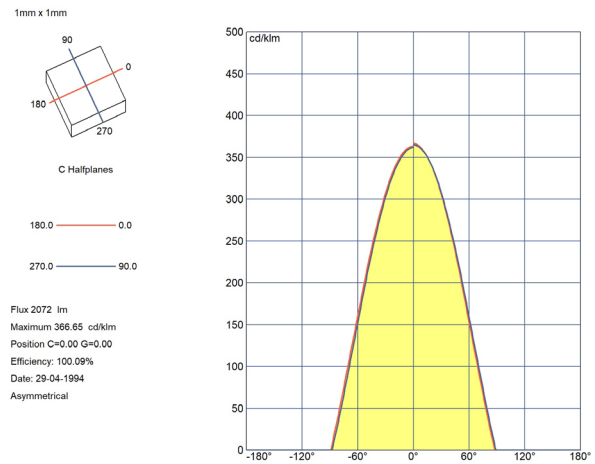 1mm x 1mm
90
0
180
270
C Halfplanes
180.0 0.0
270.0 90.0
Flux 2072 lm
Maximum 366.65 cd/klm
Position C=0.00 G=0.00
Efficiency: 100.09%
Date: 29-04-1994
Asymmetrical
500
cd/klm
450
400
350
300
250
200
150
100
50
0
-180° -120° -60° 0° 60° 120° 180°